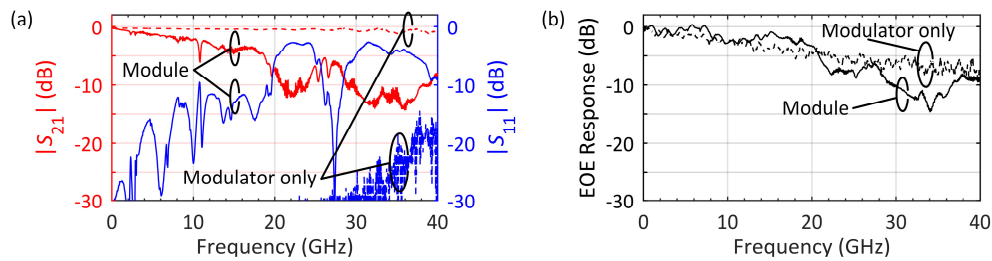 (a)
|S21| (dB)
0
-10
-20
-30
Module
Modulator only
0
-10
-20
-30
|S11| (dB)
0
10
20
30
40
Frequency (GHz)
(b)
EOE Response (dB)
0
-10
-20
-30
Modulator only
Module
0
10
20
30
40
Frequency (GHz)